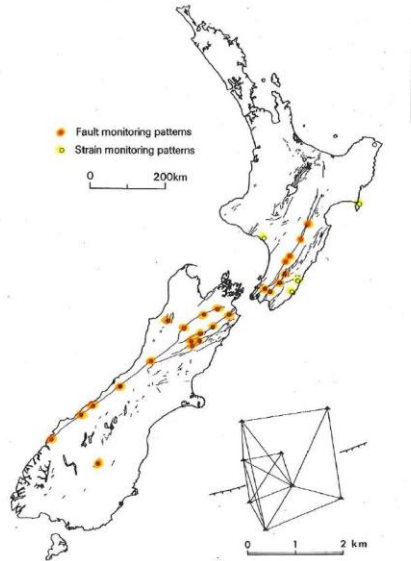 Fault monitoring patterns
Strain monitoring patterns
0 200km
0 1 2 km